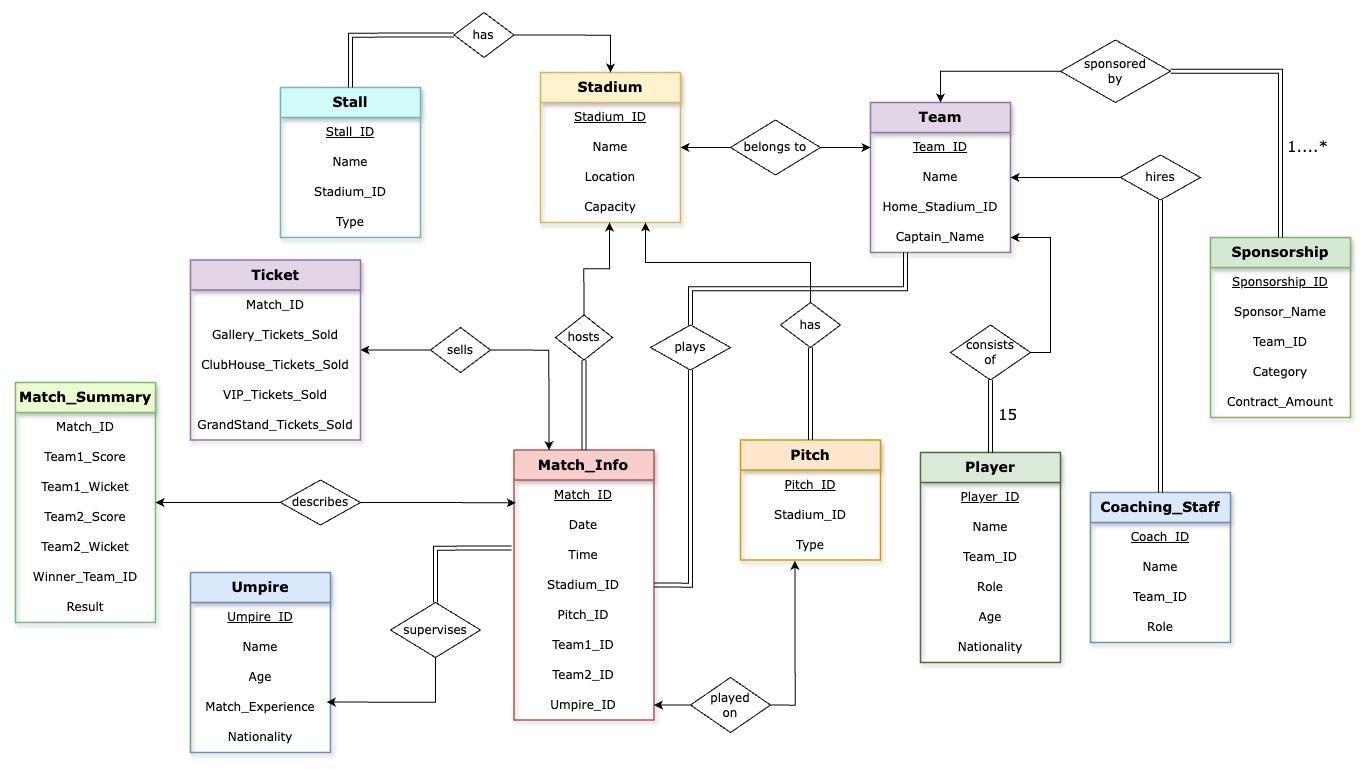 has
Stall
Stall_ID
Name
Stadium_ID
Type
Stadium
Stadium_ID
Name
Location
Capacity
belongs to
Team
Team_ID
Name
Home_Stadium_ID
Captain_Name
sponsored
by
1....*
hires
Sponsorship
Sponsorship_ID
Sponsor_Name
Team_ID
Category
Contract_Amount
Ticket
Match_ID
Gallery_Tickets_Sold
ClubHouse_Tickets_Sold
VIP_Tickets_Sold
GrandStand_Tickets_Sold
sells
hosts
plays
has
consists
of
15
Match_Summary
Match_ID
Team1_Score
Team1_Wicket
Team2_Score
Team2_Wicket
Winner_Team_ID
Result
describes
Match_Info
Match_ID
Date
Time
Stadium_ID
Pitch_ID
Team1_ID
Team2_ID
Umpire_ID
Pitch
Pitch_ID
Stadium_ID
Type
Player
Player_ID
Name
Team_ID
Role
Age
Nationality
Coaching_Staff
Coach_ID
Name
Team_ID
Role
Umpire
Umpire_ID
Name
Age
Match_Experience
Nationality
supervises
played
on